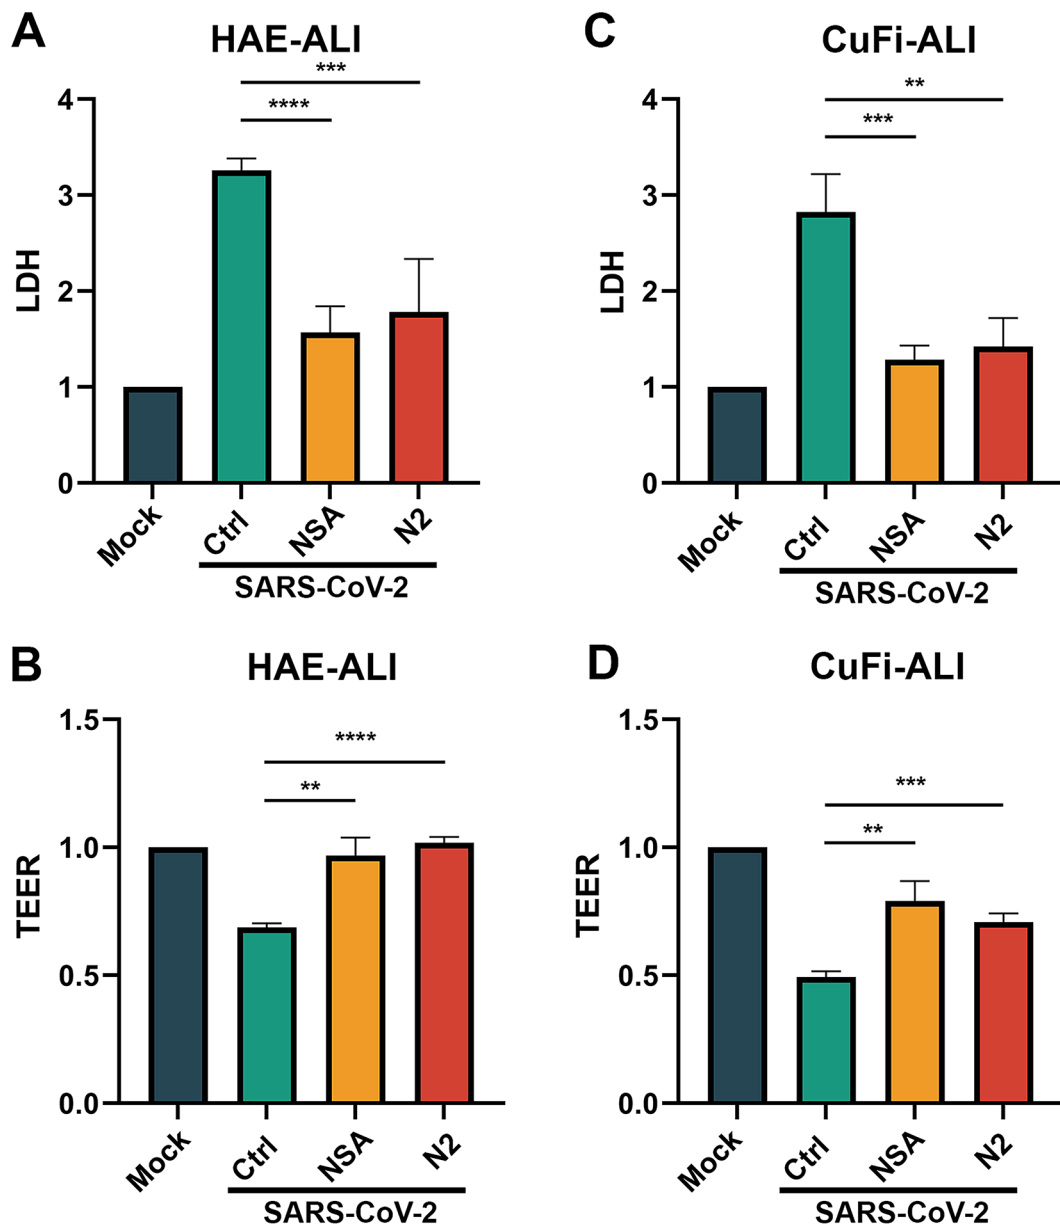 A
HAE-ALI
***
****
LDH
4
3
2
1
0
Mock
Ctrl
NSA
N2
SARS-CoV-2
C
CuFi-ALI
**
***
LDH
4
3
2
1
0
Mock
Ctrl
NSA
N2
SARS-CoV-2
B
HAE-ALI
****
**
TEER
1.5
1.0
0.5
0.0
Mock
Ctrl
NSA
N2
SARS-CoV-2
D
CuFi-ALI
***
**
TEER
1.5
1.0
0.5
0.0
Mock
Ctrl
NSA
N2
SARS-CoV-2